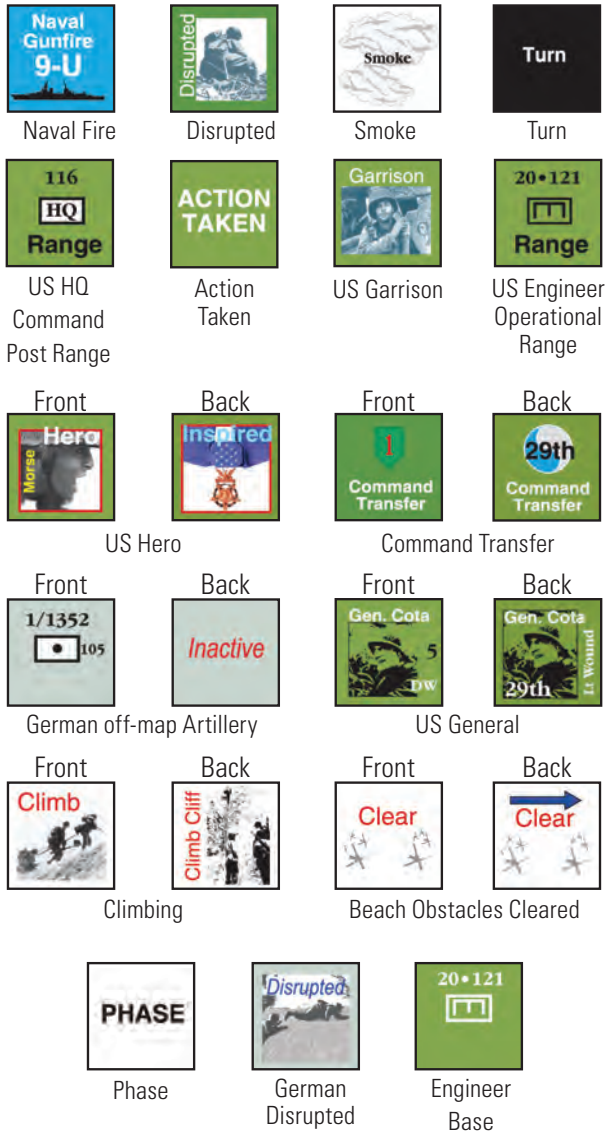 Naval
Gunfire
9-U
Disrupted
Smoke
Turn
Naval Fire
Disrupted
Smoke
Turn
116
HQ
Range
ACTION
TAKEN
Garrison
20•121
Range
US HQ
Command
Post Range
Action
Taken
US Garrison
US Engineer
Operational
Range
Front
Back
Front
Back
Hero
Morse
Inspired
1
Command
Transfer
29th
Command
Transfer
US Hero
Command Transfer
Front
Back
Front
Back
1/1352
105
Inactive
Gen. Cota
5
DW
Gen. Cota
29th
Lt Wound
German off-map Artillery
US General
Front
Back
Front
Back
Climb
Climb Cliff
Clear
Clear
Climbing
Beach Obstacles Cleared
PHASE
Disrupted
20•121
Phase
German
Disrupted
Engineer
Base